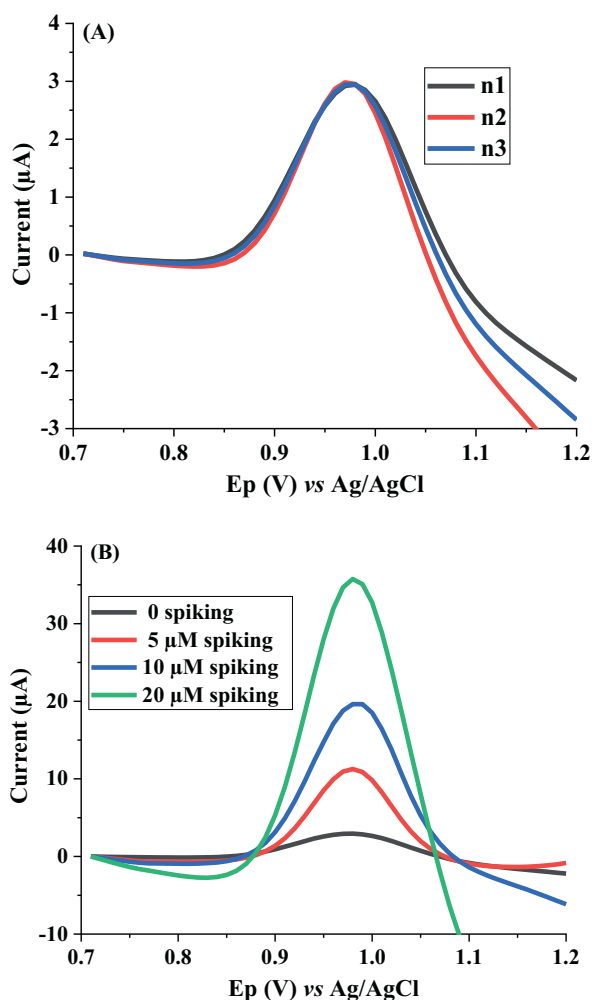 (A)
n1
n2
n3
3
2
1
0
-1
-2
-3
Current (µA)
0.7 0.8 0.9 1.0 1.1 1.2
Ep (V) vs Ag/AgCl
(B)
0 spiking
5 µM spiking
10 µM spiking
20 µM spiking
40
30
20
10
0
-10
Current (µA)
0.7 0.8 0.9 1.0 1.1 1.2
Ep (V) vs Ag/AgCl